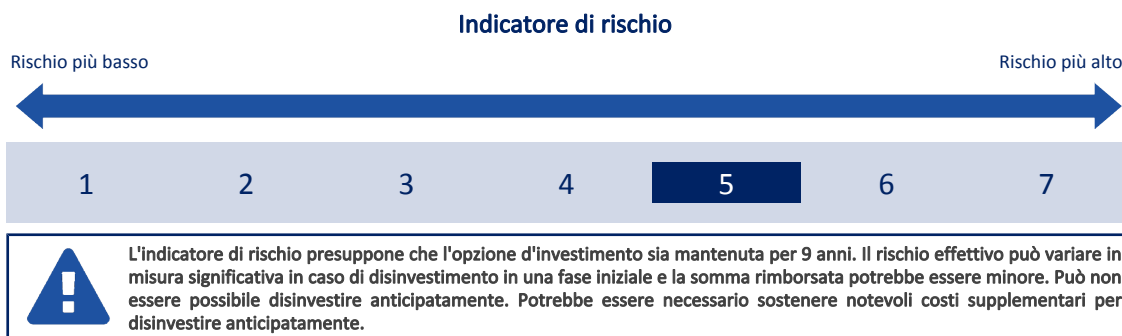 Indicatore di rischio
Rischio più basso Rischio più alto
1 2 3 4 5 6 7
L'indicatore di rischio presuppone che l'opzione d'investimento sia mantenuta per 9 anni. Il rischio effettivo può variare in
misura significativa in caso di disinvestimento in una fase iniziale e la somma rimborsata potrebbe essere minore. Può non
essere possibile disinvestire anticipatamente. Potrebbe essere necessario sostenere notevoli costi supplementari per
disinvestire anticipatamente.